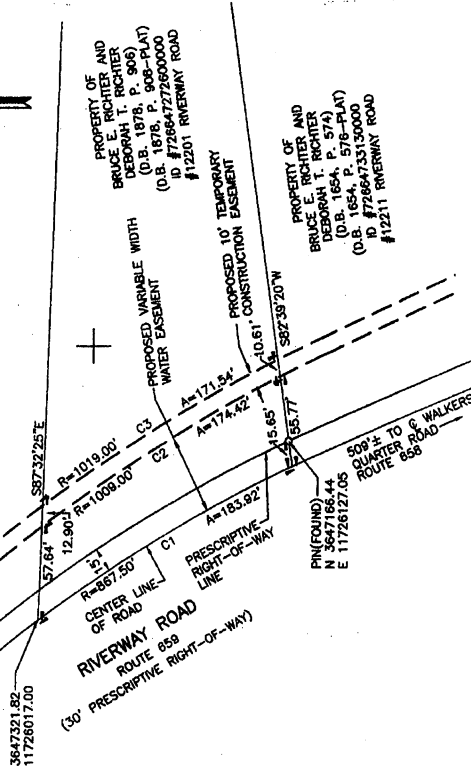 PROPERTY OF
BRUCE E. RICHTER AND
DEBORAH T. RICHTER
(D.B. 1878, P. 906)
(D.B. 1878, P. 908-PLAT)
ID #728647272600000
#12201 RIVERWAY ROAD
PROPERTY OF
BRUCE E. RICHTER AND
DEBORAH T. RICHTER
(D.B. 1654, P. 574)
(D.B. 1654, P. 576-PLAT)
ID #728647331300000
#12211 RIVERWAY ROAD
PROPOSED VARIABLE WIDTH
WATER EASEMENT
PROPOSED 10' TEMPORARY
CONSTRUCTION EASEMENT
S87°32'25"E
57.64'
12.90'
R=1019.00'
C3
A=171.54'
R=1009.00'
C2
A=174.42'
10.61'
S82°39'20"W
15.65'
55.77'
15'
R=867.50'
C1
A=183.92'
CENTER LINE
OF ROAD
PRESCRIPTIVE
RIGHT-OF-WAY
LINE
RIVERWAY ROAD
ROUTE 659
(30' PRESCRIPTIVE RIGHT-OF-WAY)
PIN(FOUND)
N 3647166.44
E 11726127.05
509'± TO ℄ WALKERS
QUARTER ROAD
ROUTE 658
3647321.82
11726017.00